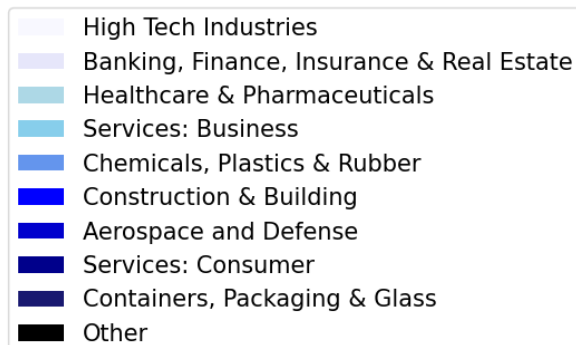 High Tech Industries
Banking, Finance, Insurance & Real Estate
Healthcare & Pharmaceuticals
Services: Business
Chemicals, Plastics & Rubber
Construction & Building
Aerospace and Defense
Services: Consumer
Containers, Packaging & Glass
Other